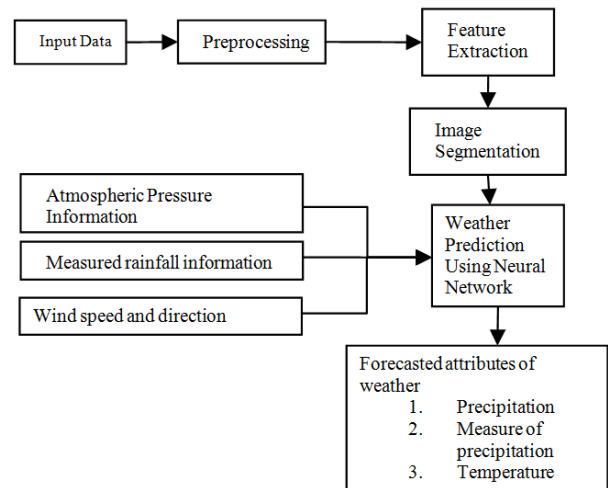 Input Data
Preprocessing
Feature
Extraction
Image
Segmentation
Atmospheric Pressure
Information
Measured rainfall information
Wind speed and direction
Weather
Prediction
Using Neural
Network
Forecasted attributes of
weather
1. Precipitation
2. Measure of
precipitation
3. Temperature